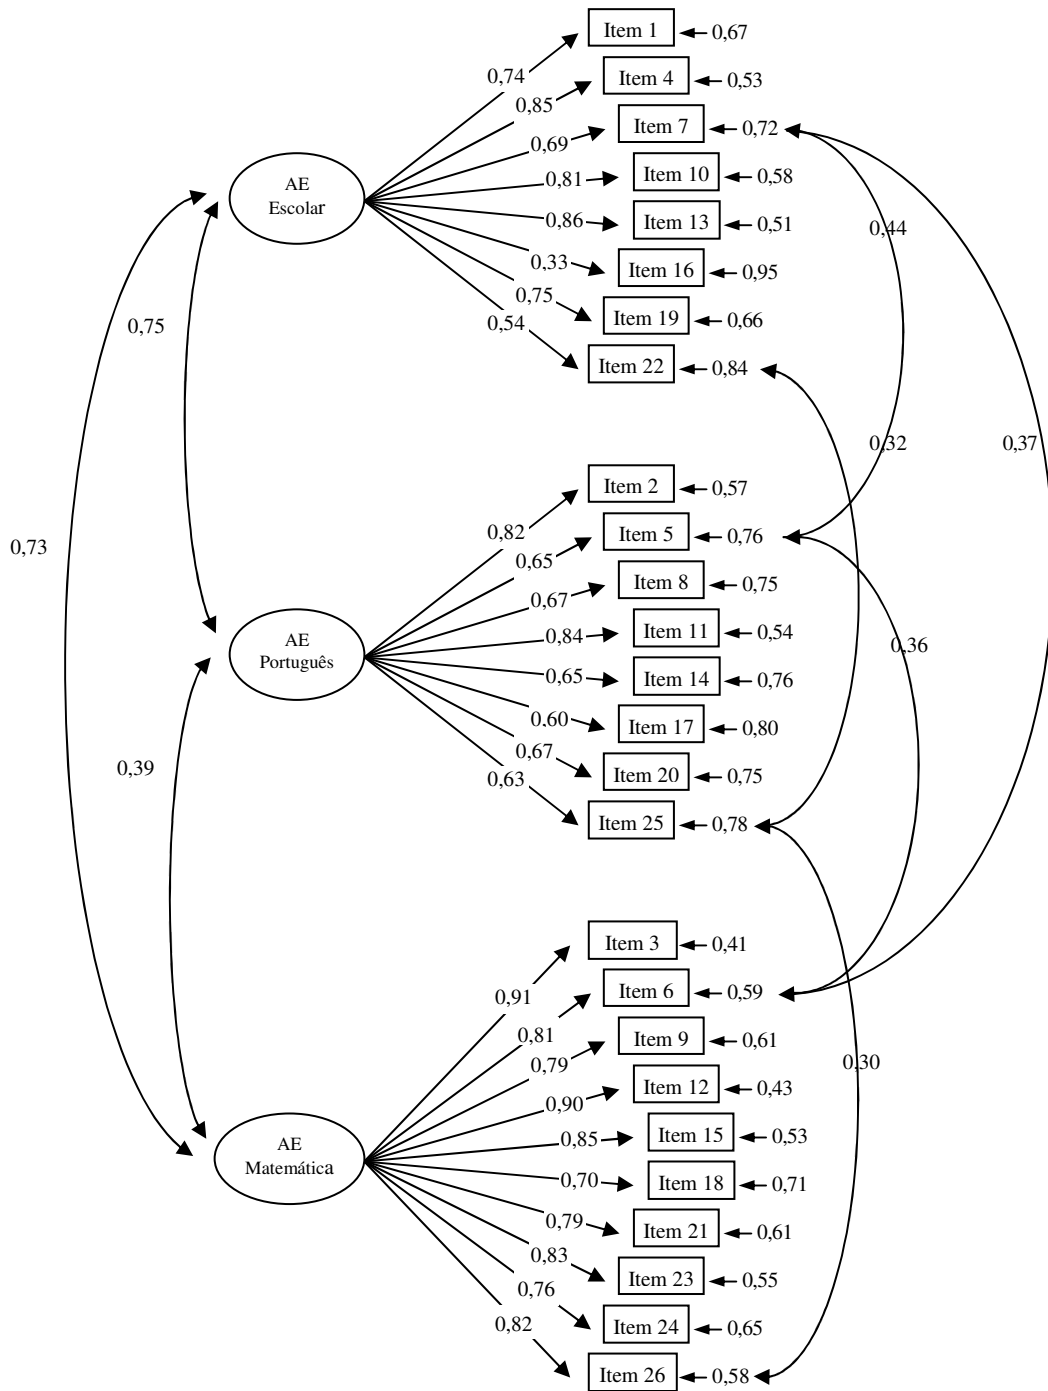 Item 1 0,67
0,74
Item 4 0,53
0,85
Item 7 0,72
0,69
Item 10 0,58
0,81
AE
Escolar
Item 13 0,51
0,86
0,44
Item 16 0,95
0,33
0,75
Item 19 0,66
0,54
0,75
Item 22 0,84
0,32
0,37
Item 2 0,57
0,82
Item 5 0,76
0,65
0,73
Item 8 0,75
0,67
Item 11 0,54
0,84
AE
Português
0,36
Item 14 0,76
0,65
Item 17 0,80
0,60
0,67
0,39
Item 20 0,75
0,63
Item 25 0,78
Item 3 0,41
0,91
Item 6 0,59
0,81
Item 9 0,61
0,79
0,30
Item 12 0,43
0,90
Item 15 0,53
0,85
AE
Matemática
Item 18 0,71
0,70
Item 21 0,61
0,79
0,83
Item 23 0,55
0,76
0,82
Item 24 0,65
Item 26 0,58